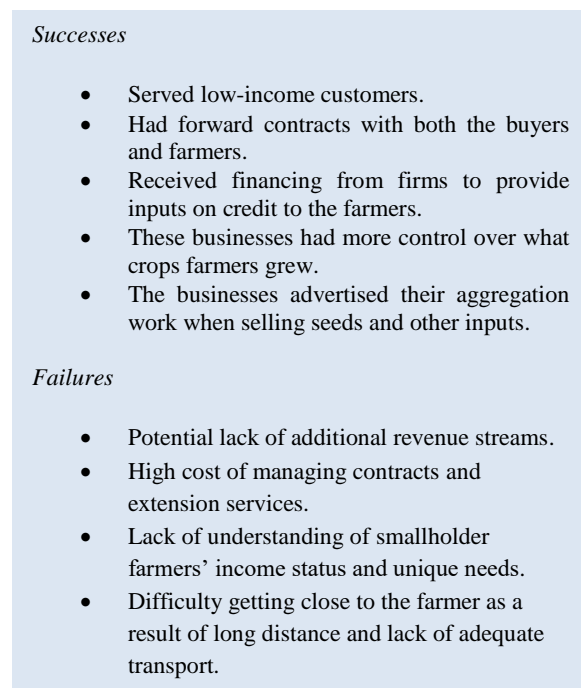 Successes
• Served low-income customers.
• Had forward contracts with both the buyers
and farmers.
• Received financing from firms to provide
inputs on credit to the farmers.
• These businesses had more control over what
crops farmers grew.
• The businesses advertised their aggregation
work when selling seeds and other inputs.
Failures
• Potential lack of additional revenue streams.
• High cost of managing contracts and
extension services.
• Lack of understanding of smallholder
farmers’ income status and unique needs.
• Difficulty getting close to the farmer as a
result of long distance and lack of adequate
transport.